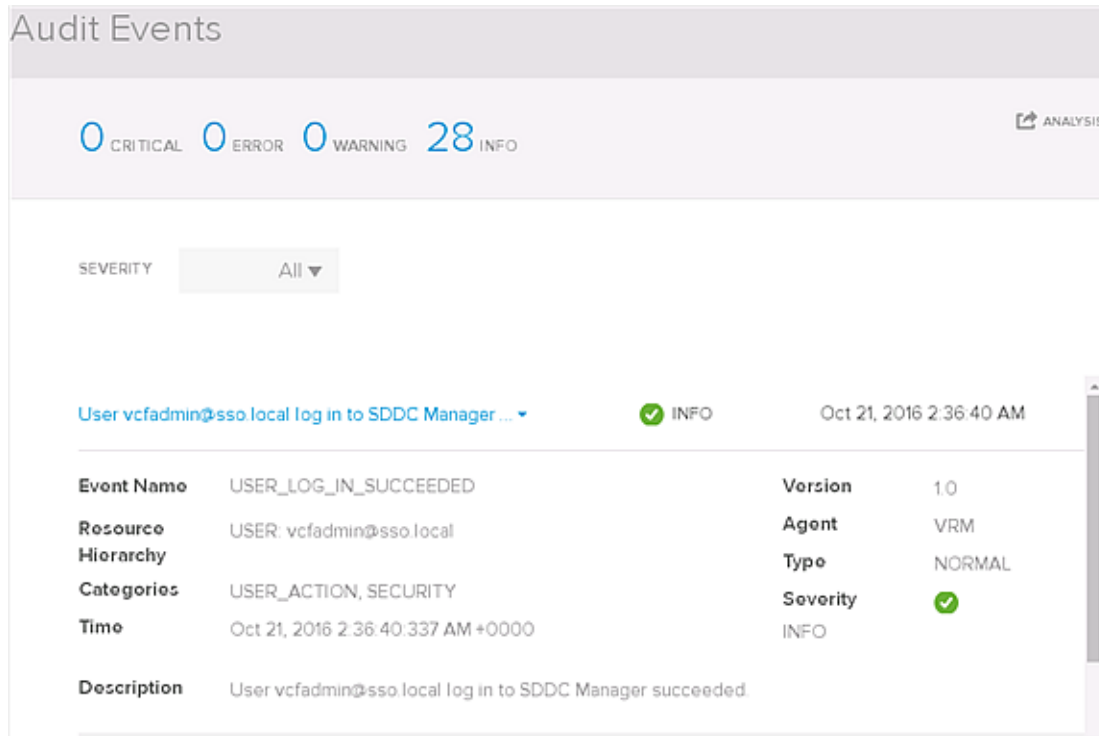 Audit Events
0 CRITICAL 0 ERROR 0 WARNING 28 INFO
ANALYSIS
SEVERITY All
User vcfadmin@sso.local log in to SDDC Manager ... INFO Oct 21, 2016 2:36:40 AM
Event Name USER_LOG_IN_SUCCEEDED
Version 1.0
Resource Hierarchy USER: vcfadmin@sso.local
Agent VRM
Type NORMAL
Categories USER_ACTION, SECURITY
Severity
INFO
Time Oct 21, 2016 2:36:40:337 AM +0000
Description User vcfadmin@sso.local log in to SDDC Manager succeeded.